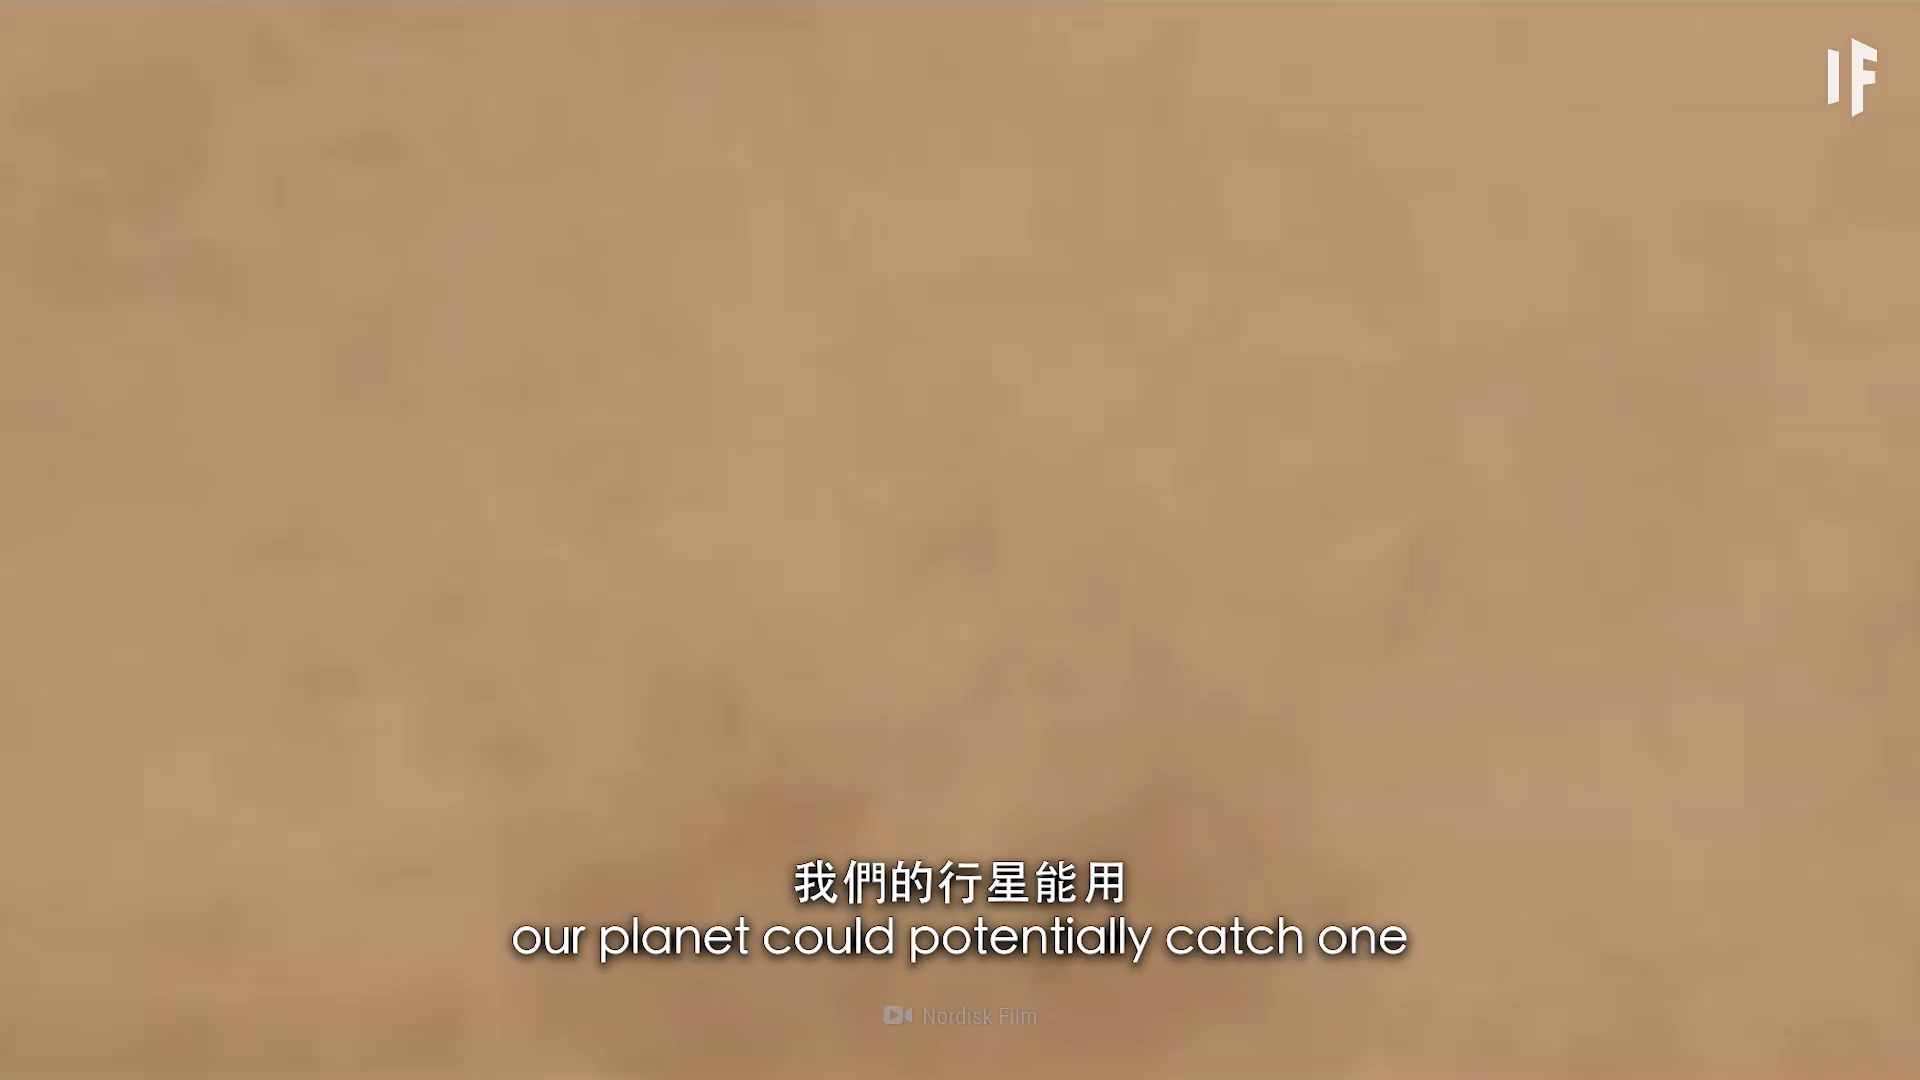 IF
我們的行星能用
our planet could potentially catch one
Nordisk Film